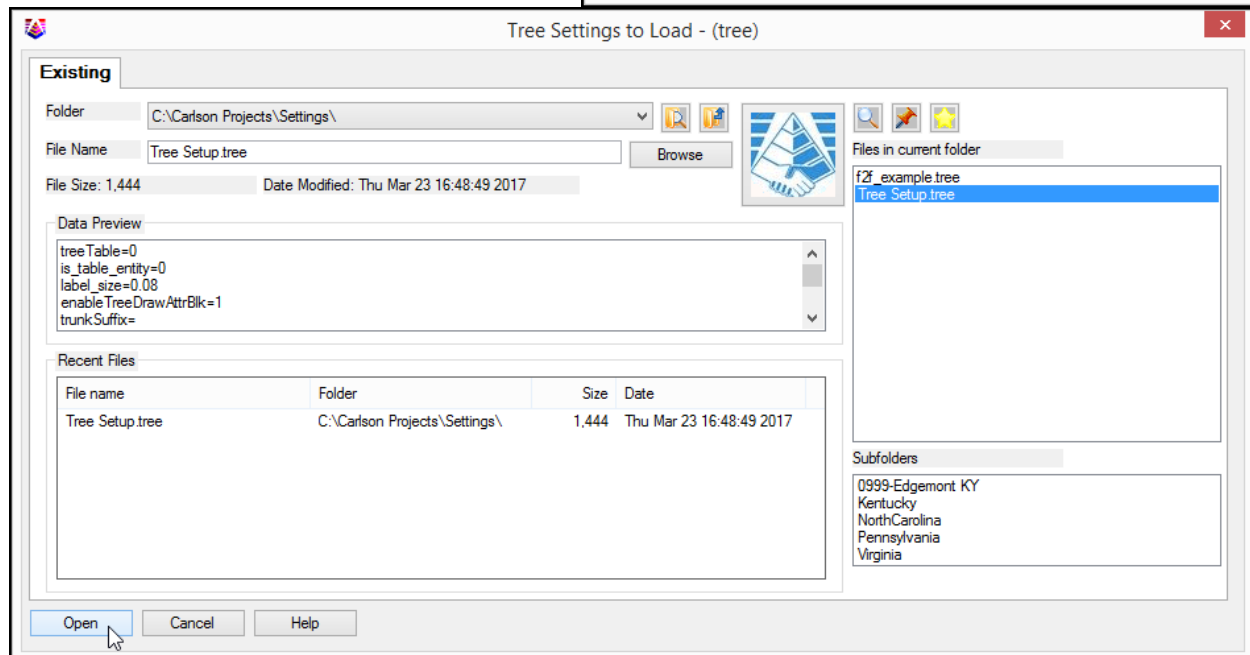 Tree Settings to Load - (tree)
Existing
Folder
C:\Carlson Projects\Settings\
File Name
Tree Setup.tree
Browse
File Size: 1,444
Date Modified: Thu Mar 23 16:48:49 2017
Data Preview
treeTable=0
is_table_entity=0
label_size=0.08
enableTreeDrawAttrBlk=1
trunkSuffix=
Recent Files
File name Folder Size Date
Tree Setup.tree C:\Carlson Projects\Settings\ 1,444 Thu Mar 23 16:48:49 2017
Files in current folder
f2f_example.tree
Tree Setup.tree
Subfolders
0999-Edgemont KY
Kentucky
NorthCarolina
Pennsylvania
Virginia
Open
Cancel
Help